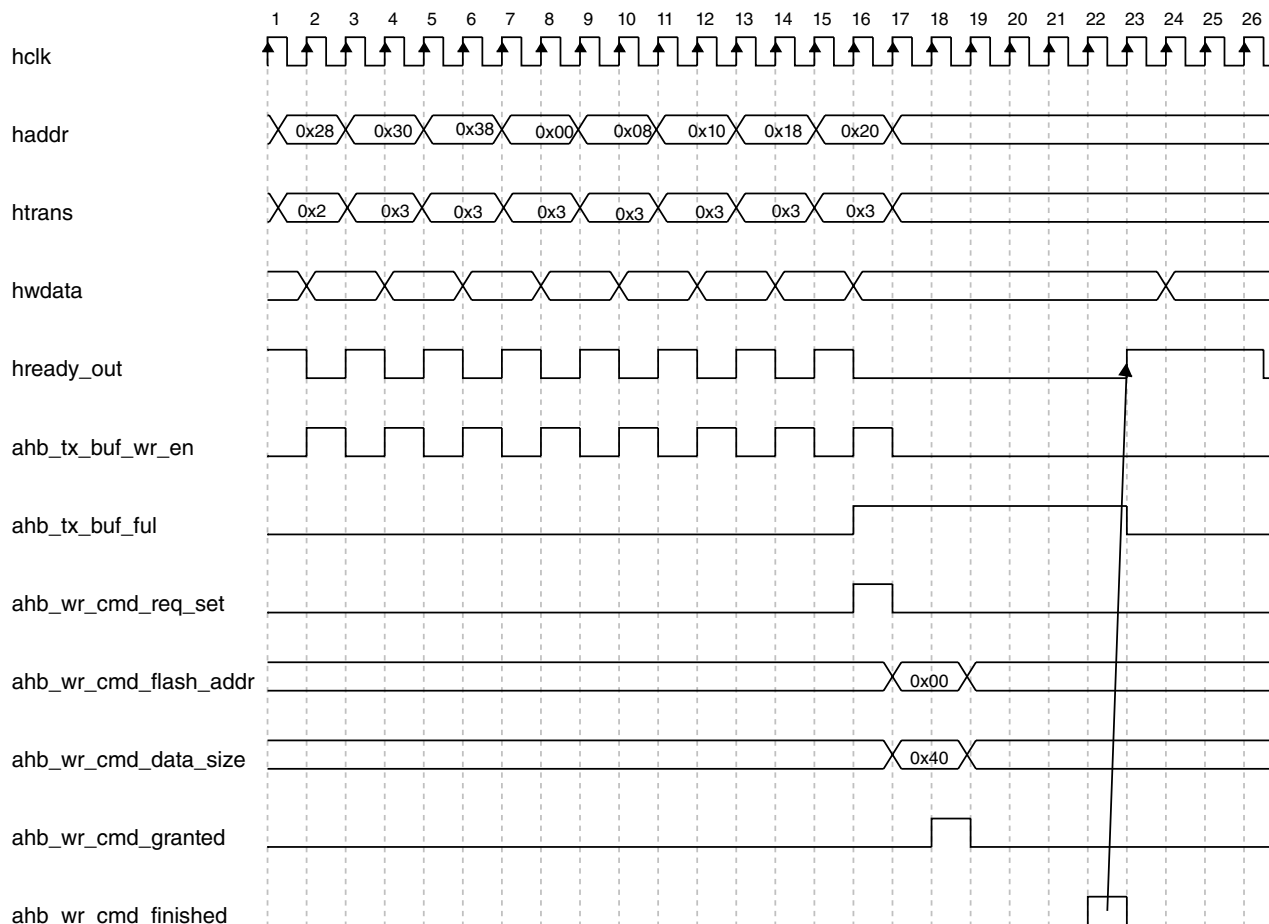 1 2 3 4 5 6 7 8 9 10 11 12 13 14 15 16 17 18 19 20 21 22 23 24 25 26
hclk
haddr 0x28 0x30 0x38 0x00 0x08 0x10 0x18 0x20
htrans 0x2 0x3 0x3 0x3 0x3 0x3 0x3 0x3
hwdata
hready_out
ahb_tx_buf_wr_en
ahb_tx_buf_ful
ahb_wr_cmd_req_set
ahb_wr_cmd_flash_addr 0x00
ahb_wr_cmd_data_size 0x40
ahb_wr_cmd_granted
ahb_wr_cmd_finished